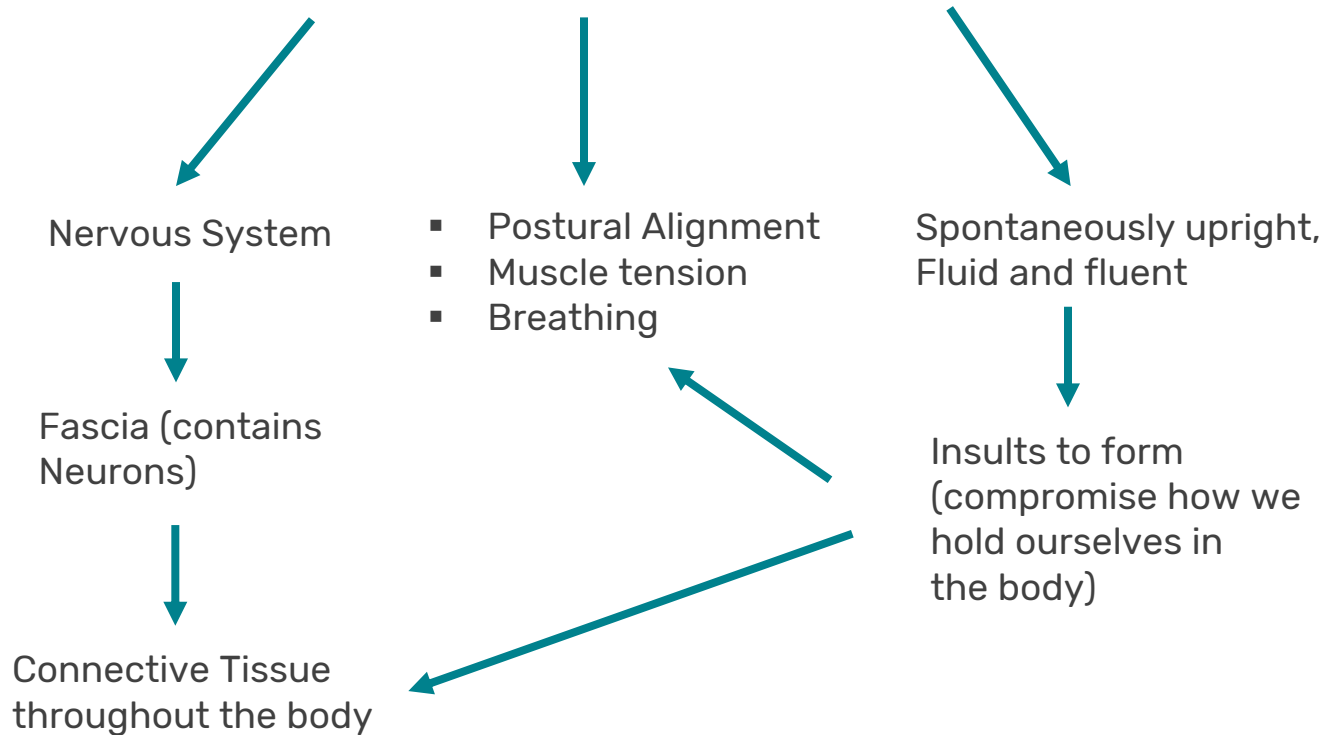 Nervous System
▪ Postural Alignment
▪ Muscle tension
▪ Breathing
Spontaneously upright,
Fluid and fluent
Fascia (contains
Neurons)
Insults to form
(compromise how we
hold ourselves in
the body)
Connective Tissue
throughout the body